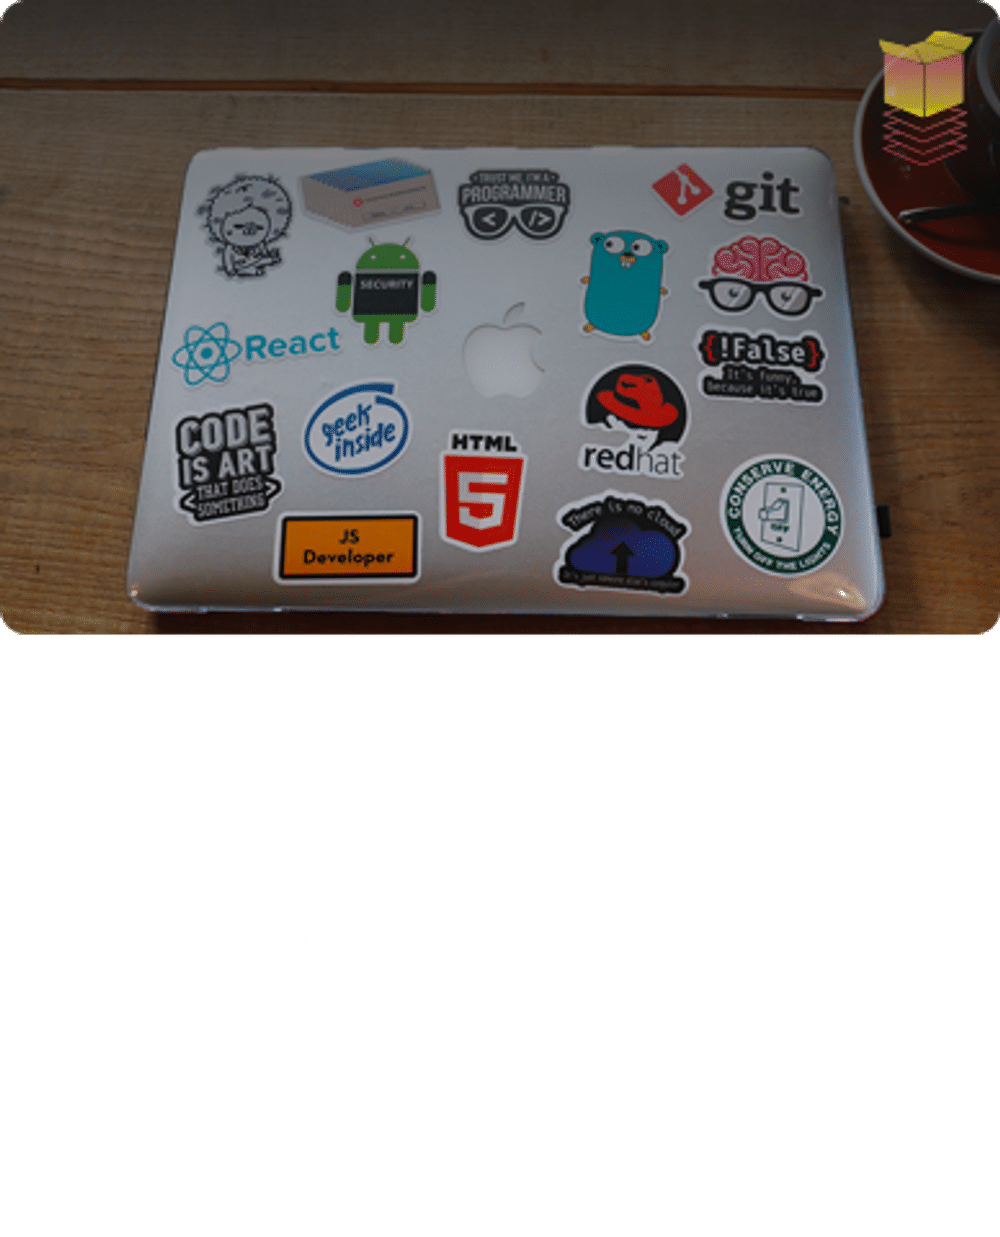 TRUST ME, I'M A
PROGRAMMER
< />
git
SECURITY
React
{!False}
It's funny,
because it's true
CODE
IS ART
<THAT DOES>
SOMETHING
geek
inside
HTML
5
redhat
CONSERVE ENERGY
OFF
TURN OFF THE LIGHTS
There is no cloud
It's just someone else's computer
JS
Developer